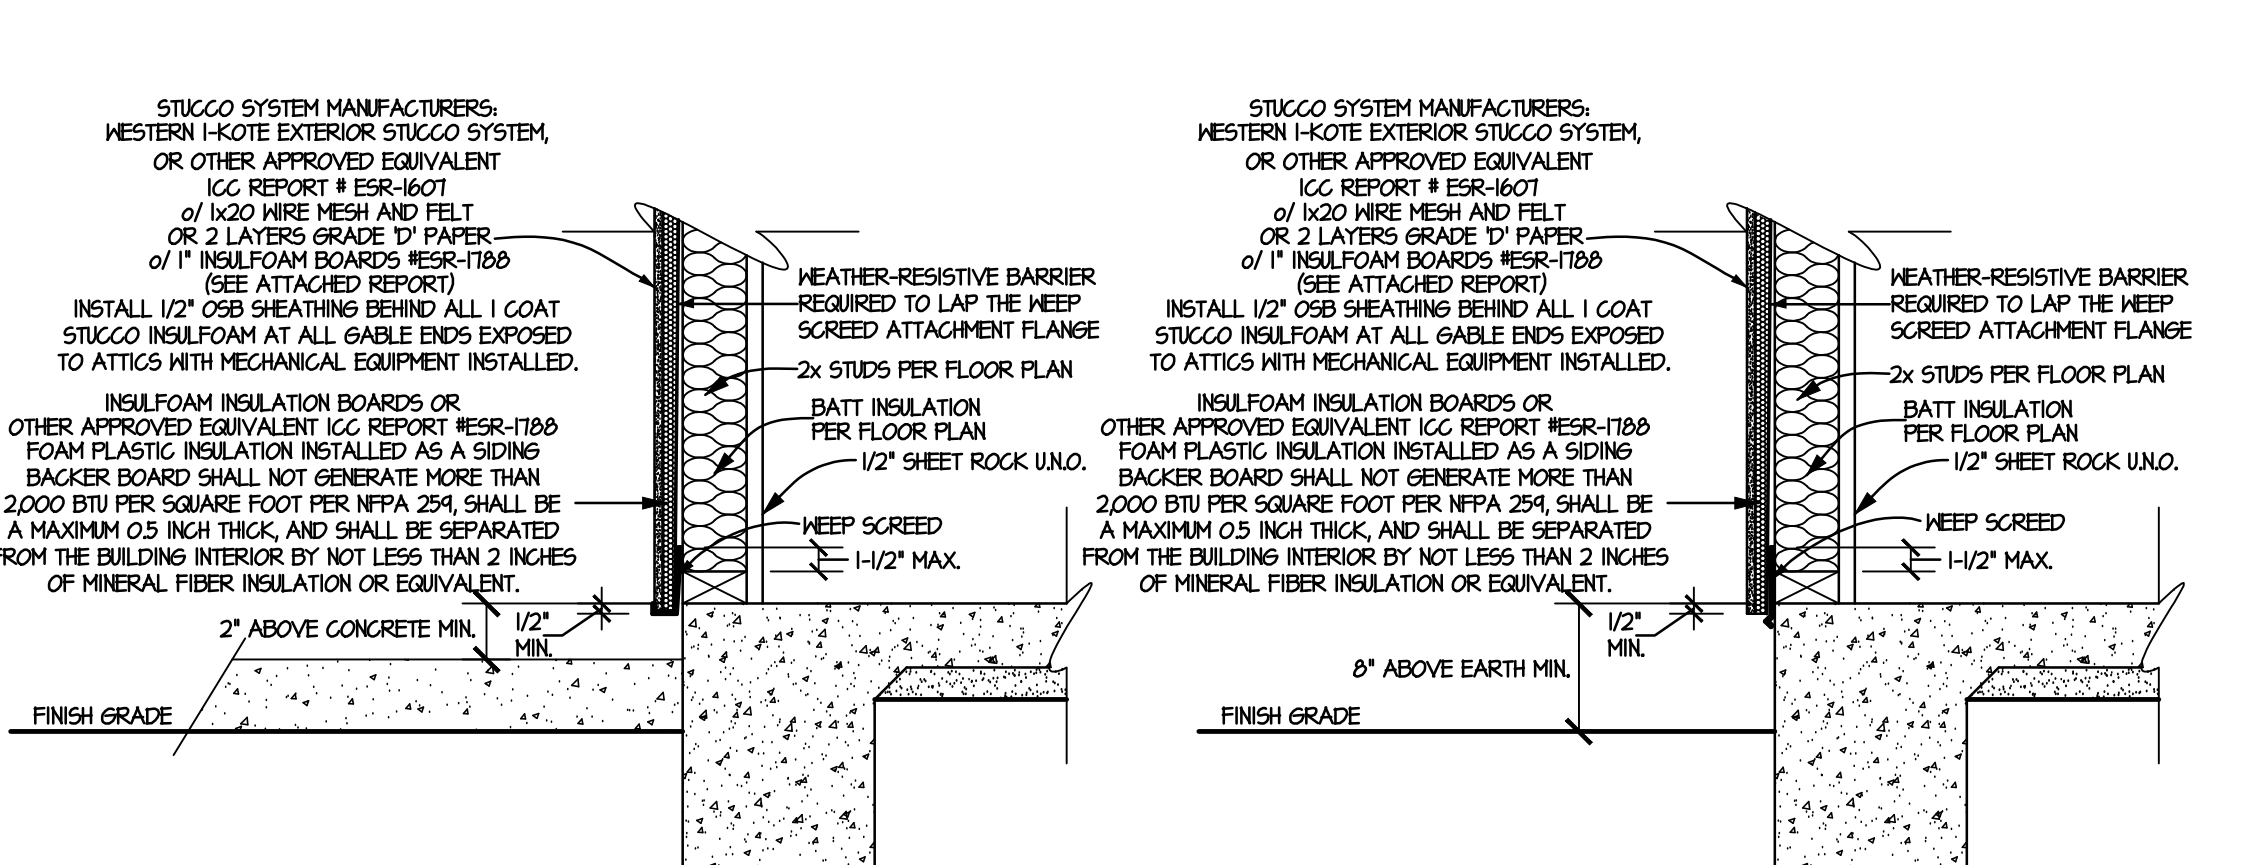 STUCCO SYSTEM MANUFACTURERS:
WESTERN 1-KOTE EXTERIOR STUCCO SYSTEM,
OR OTHER APPROVED EQUIVALENT
ICC REPORT # ESR-1607
o/ 1x20 WIRE MESH AND FELT
OR 2 LAYERS GRADE 'D' PAPER
o/ 1" INSULFOAM BOARDS #ESR-1788
(SEE ATTACHED REPORT)
INSTALL 1/2" OSB SHEATHING BEHIND ALL 1 COAT
STUCCO INSULFOAM AT ALL GABLE ENDS EXPOSED
TO ATTICS WITH MECHANICAL EQUIPMENT INSTALLED.
INSULFOAM INSULATION BOARDS OR
OTHER APPROVED EQUIVALENT ICC REPORT #ESR-1788
FOAM PLASTIC INSULATION INSTALLED AS A SIDING
BACKER BOARD SHALL NOT GENERATE MORE THAN
2,000 BTU PER SQUARE FOOT PER NFPA 259, SHALL BE
A MAXIMUM 0.5 INCH THICK, AND SHALL BE SEPARATED
FROM THE BUILDING INTERIOR BY NOT LESS THAN 2 INCHES
OF MINERAL FIBER INSULATION OR EQUIVALENT.
WEATHER-RESISTIVE BARRIER
REQUIRED TO LAP THE WEEP
SCREED ATTACHMENT FLANGE
2x STUDS PER FLOOR PLAN
BATT INSULATION
PER FLOOR PLAN
1/2" SHEET ROCK U.N.O.
WEEP SCREED
1-1/2" MAX.
2" ABOVE CONCRETE MIN.
1/2"
MIN.
FINISH GRADE
STUCCO SYSTEM MANUFACTURERS:
WESTERN 1-KOTE EXTERIOR STUCCO SYSTEM,
OR OTHER APPROVED EQUIVALENT
ICC REPORT # ESR-1607
o/ 1x20 WIRE MESH AND FELT
OR 2 LAYERS GRADE 'D' PAPER
o/ 1" INSULFOAM BOARDS #ESR-1788
(SEE ATTACHED REPORT)
INSTALL 1/2" OSB SHEATHING BEHIND ALL 1 COAT
STUCCO INSULFOAM AT ALL GABLE ENDS EXPOSED
TO ATTICS WITH MECHANICAL EQUIPMENT INSTALLED.
INSULFOAM INSULATION BOARDS OR
OTHER APPROVED EQUIVALENT ICC REPORT #ESR-1788
FOAM PLASTIC INSULATION INSTALLED AS A SIDING
BACKER BOARD SHALL NOT GENERATE MORE THAN
2,000 BTU PER SQUARE FOOT PER NFPA 259, SHALL BE
A MAXIMUM 0.5 INCH THICK, AND SHALL BE SEPARATED
FROM THE BUILDING INTERIOR BY NOT LESS THAN 2 INCHES
OF MINERAL FIBER INSULATION OR EQUIVALENT.
WEATHER-RESISTIVE BARRIER
REQUIRED TO LAP THE WEEP
SCREED ATTACHMENT FLANGE
2x STUDS PER FLOOR PLAN
BATT INSULATION
PER FLOOR PLAN
1/2" SHEET ROCK U.N.O.
WEEP SCREED
1-1/2" MAX.
1/2"
MIN.
8" ABOVE EARTH MIN.
FINISH GRADE